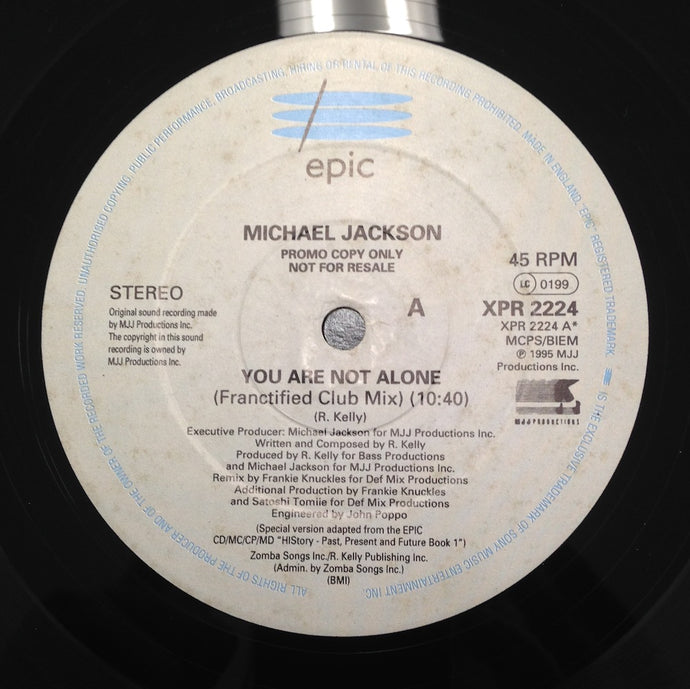 epic
MICHAEL JACKSON
PROMO COPY ONLY
NOT FOR RESALE
STEREO
Original sound recording made
by MJJ Productions Inc.
The copyright in this sound
recording is owned by
MJJ Productions Inc.
A
45 RPM
LC 0199
XPR 2224
XPR 2224 A*
MCPS/BIEM
℗ 1995 MJJ
Productions Inc.
MJJ PRODUCTIONS
YOU ARE NOT ALONE
(Franctified Club Mix) (10:40)
(R. Kelly)
Executive Producer: Michael Jackson for MJJ Productions Inc.
Written and Composed by R. Kelly
Produced by R. Kelly for Bass Productions
and Michael Jackson for MJJ Productions Inc.
Remix by Frankie Knuckles for Def Mix Productions
Additional Production by Frankie Knuckles
and Satoshi Tomiie for Def Mix Productions
Engineered by John Poppo
(Special version adapted from the EPIC
CD/MC/CP/MD "HIStory - Past, Present and Future Book 1")
Zomba Songs Inc./R. Kelly Publishing Inc.
(Admin. by Zomba Songs Inc.)
(BMI)
ALL RIGHTS OF THE PRODUCER AND OF THE OWNER OF THE RECORDED WORK RESERVED. UNAUTHORISED COPYING, PUBLIC PERFORMANCE, BROADCASTING, HIRING OR RENTAL OF THIS RECORDING PROHIBITED. MADE IN ENGLAND. "EPIC" REGISTERED TRADEMARK. IS THE EXCLUSIVE TRADEMARK OF SONY MUSIC ENTERTAINMENT INC.